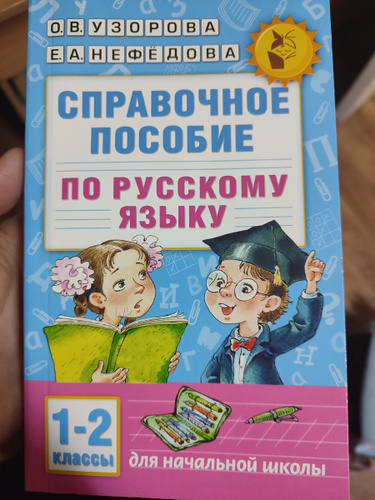 О.В.УЗОРОВА
Е.А.НЕФЁДОВА
СПРАВОЧНОЕ
ПОСОБИЕ
ПО РУССКОМУ
ЯЗЫКУ
1-2
классы
для начальной школы